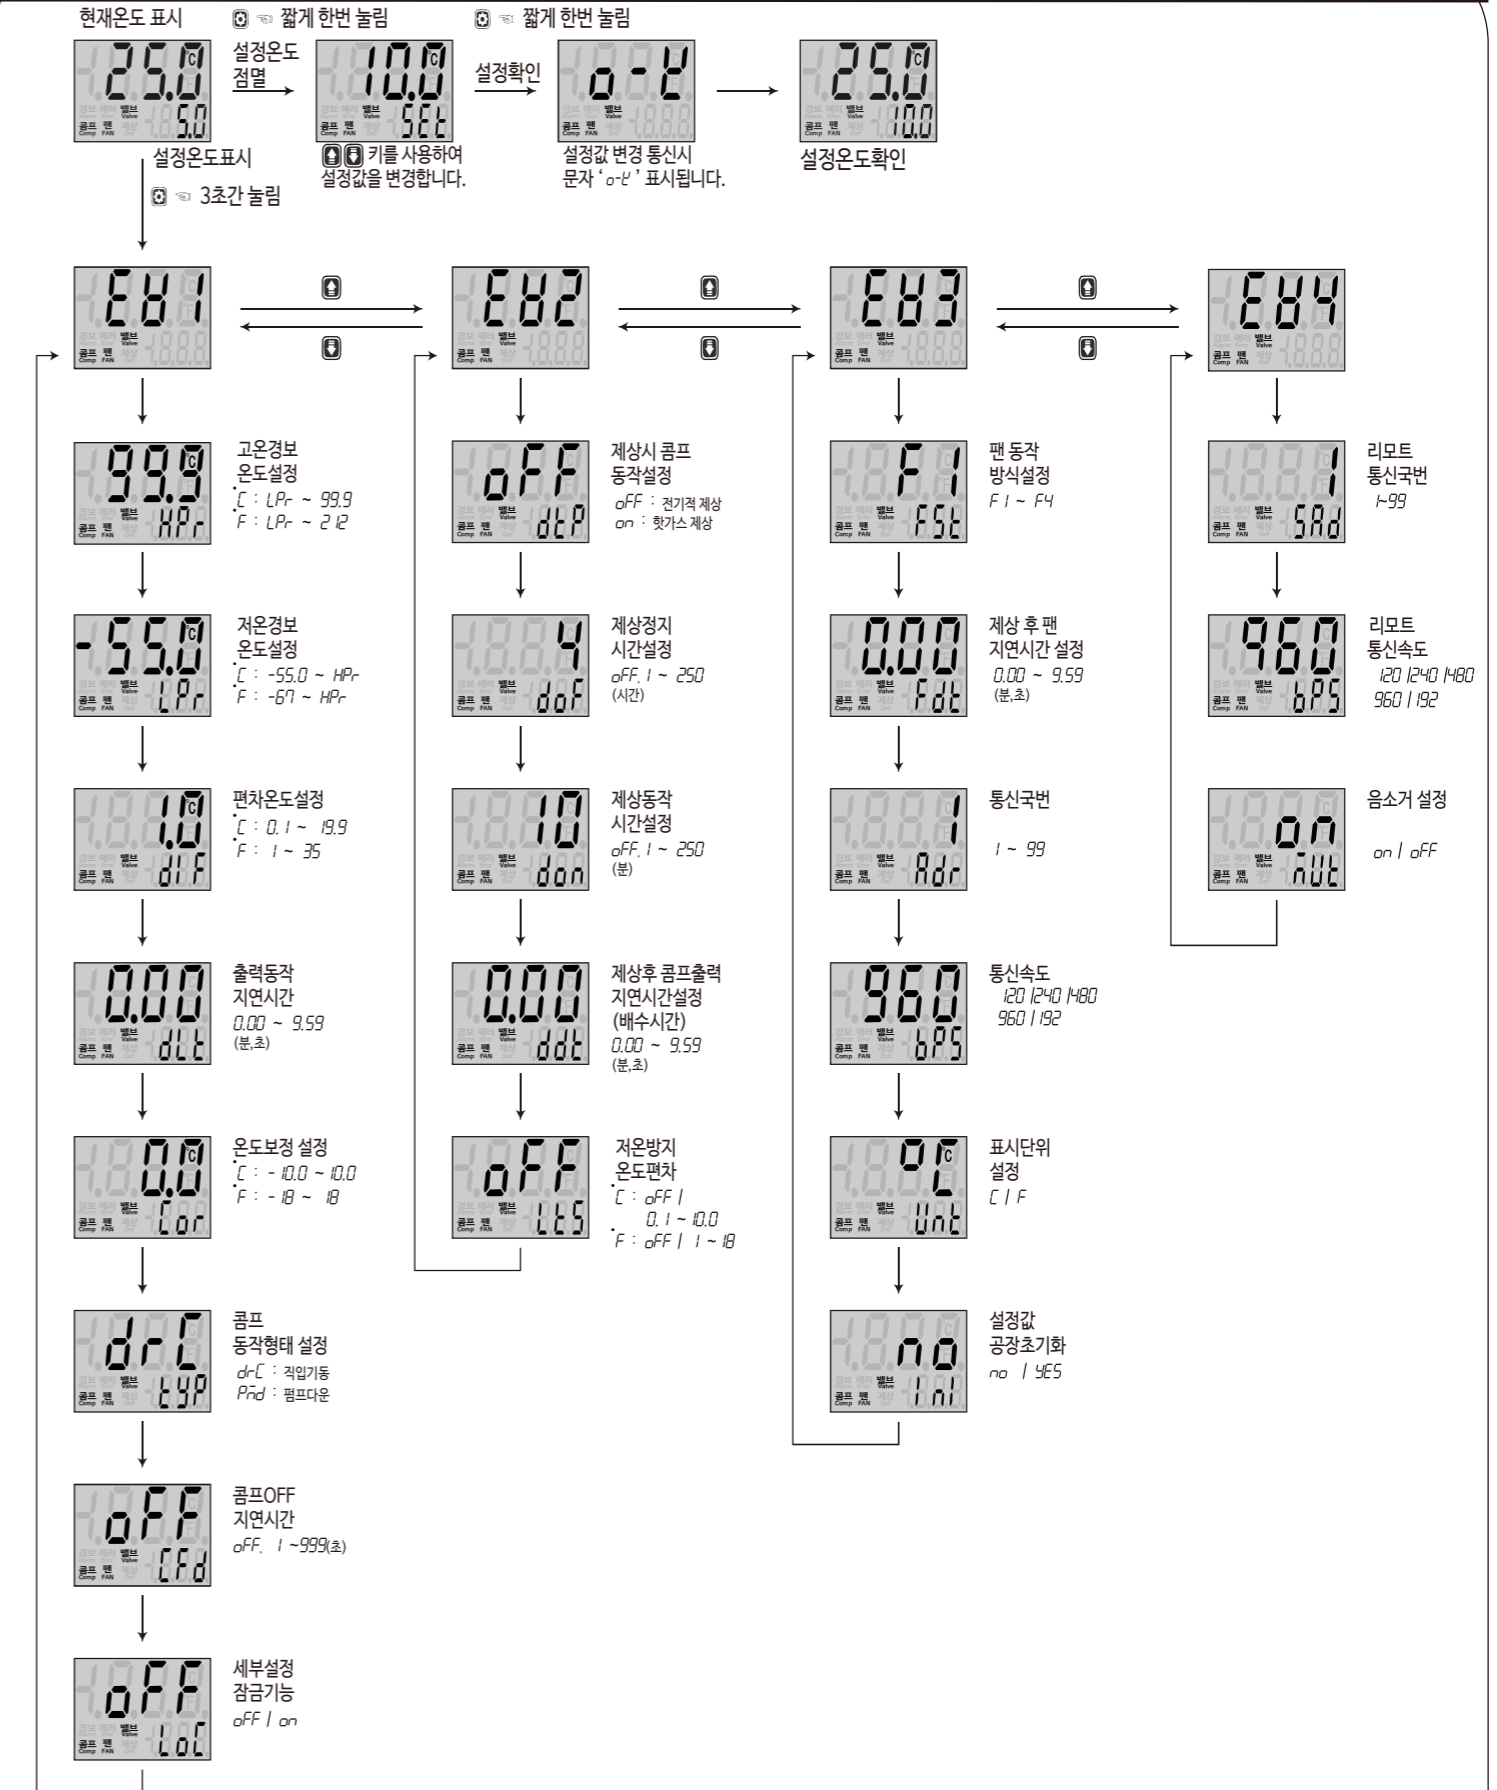 현재온도 표시
짧게 한번 눌림
짧게 한번 눌림
25.0 °C
5.0
설정온도
점멸
10.0 °C
SEt
설정확인
o-t
25.0 °C
10.0
콤프 팬 밸브
Comp FAN Valve
설정온도표시
키를 사용하여
설정값을 변경합니다.
설정값 변경 통신시
문자 ‘ o-t ’ 표시됩니다.
설정온도확인
3초간 눌림
Et1
Et2
Et3
Et4
99.9 °C
HPr
고온경보
온도설정
˚C : LPr ~ 99.9
˚F : LPr ~ 212
oFF
dtP
제상시 콤프
동작설정
oFF : 전기적 제상
on : 핫가스 제상
F1
FSt
팬 동작
방식설정
F1 ~ F4
1
SAd
리모트
통신국번
1~99
-55.0 °C
LPr
저온경보
온도설정
˚C : -55.0 ~ HPr
˚F : -67 ~ HPr
4
doF
제상정지
시간설정
oFF, 1 ~ 250
(시간)
0.00
Fdt
제상 후 팬
지연시간 설정
0.00 ~ 9.59
(분,초)
960
bPS
리모트
통신속도
120 | 240 | 480
960 | 192
1.0 °C
diF
편차온도설정
˚C : 0.1 ~ 19.9
˚F : 1 ~ 35
10
don
제상동작
시간설정
oFF, 1 ~ 250
(분)
1
Adr
통신국번
1 ~ 99
on
mUt
음소거 설정
on | oFF
0.00
dLt
출력동작
지연시간
0.00 ~ 9.59
(분,초)
0.00
ddt
제상후 콤프출력
지연시간설정
(배수시간)
0.00 ~ 9.59
(분,초)
960
bPS
통신속도
120 | 240 | 480
960 | 192
0.0 °C
Cor
온도보정 설정
˚C : -10.0 ~ 10.0
˚F : -18 ~ 18
oFF
LtS
저온방지
온도편차
˚C : oFF |
0.1 ~ 10.0
˚F : oFF | 1 ~ 18
°C
Unt
표시단위
설정
C | F
drC
tyP
콤프
동작형태 설정
drC : 직입기동
Pmd : 펌프다운
no
ini
설정값
공장초기화
no | YES
oFF
CFd
콤프OFF
지연시간
oFF, 1 ~999(초)
oFF
LoC
세부설정
잠금기능
oFF | on